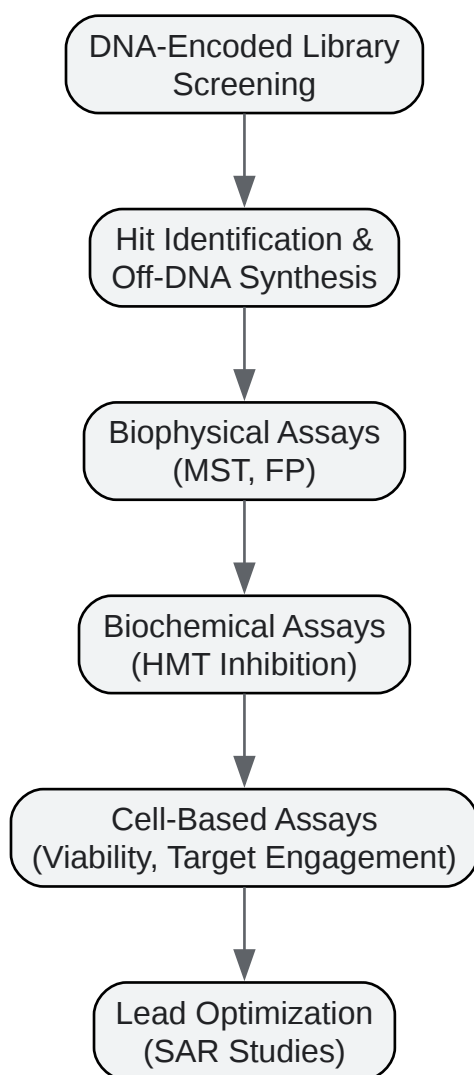 DNA-Encoded Library
Screening
Hit Identification &
Off-DNA Synthesis
Biophysical Assays
(MST, FP)
Biochemical Assays
(HMT Inhibition)
Cell-Based Assays
(Viability, Target Engagement)
Lead Optimization
(SAR Studies)